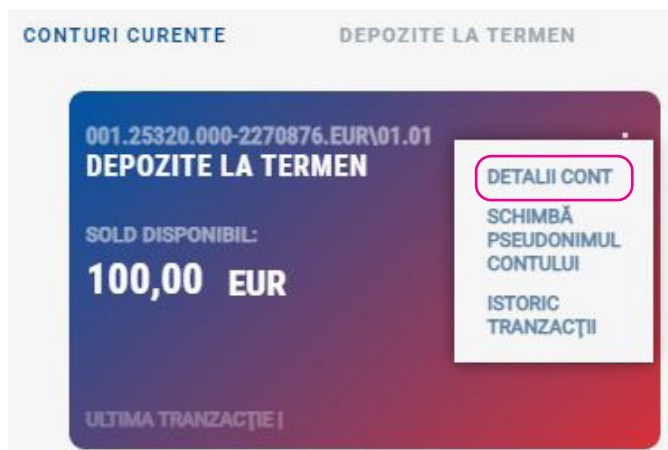 CONTURI CURENTE
DEPOZITE LA TERMEN
001.25320.000-2270876.EUR\01.01
DEPOZITE LA TERMEN
SOLD DISPONIBIL:
100,00 EUR
ULTIMA TRANZACȚIE |
DETALII CONT
SCHIMBĂ
PSEUDONIMUL
CONTULUI
ISTORIC
TRANZACŢII